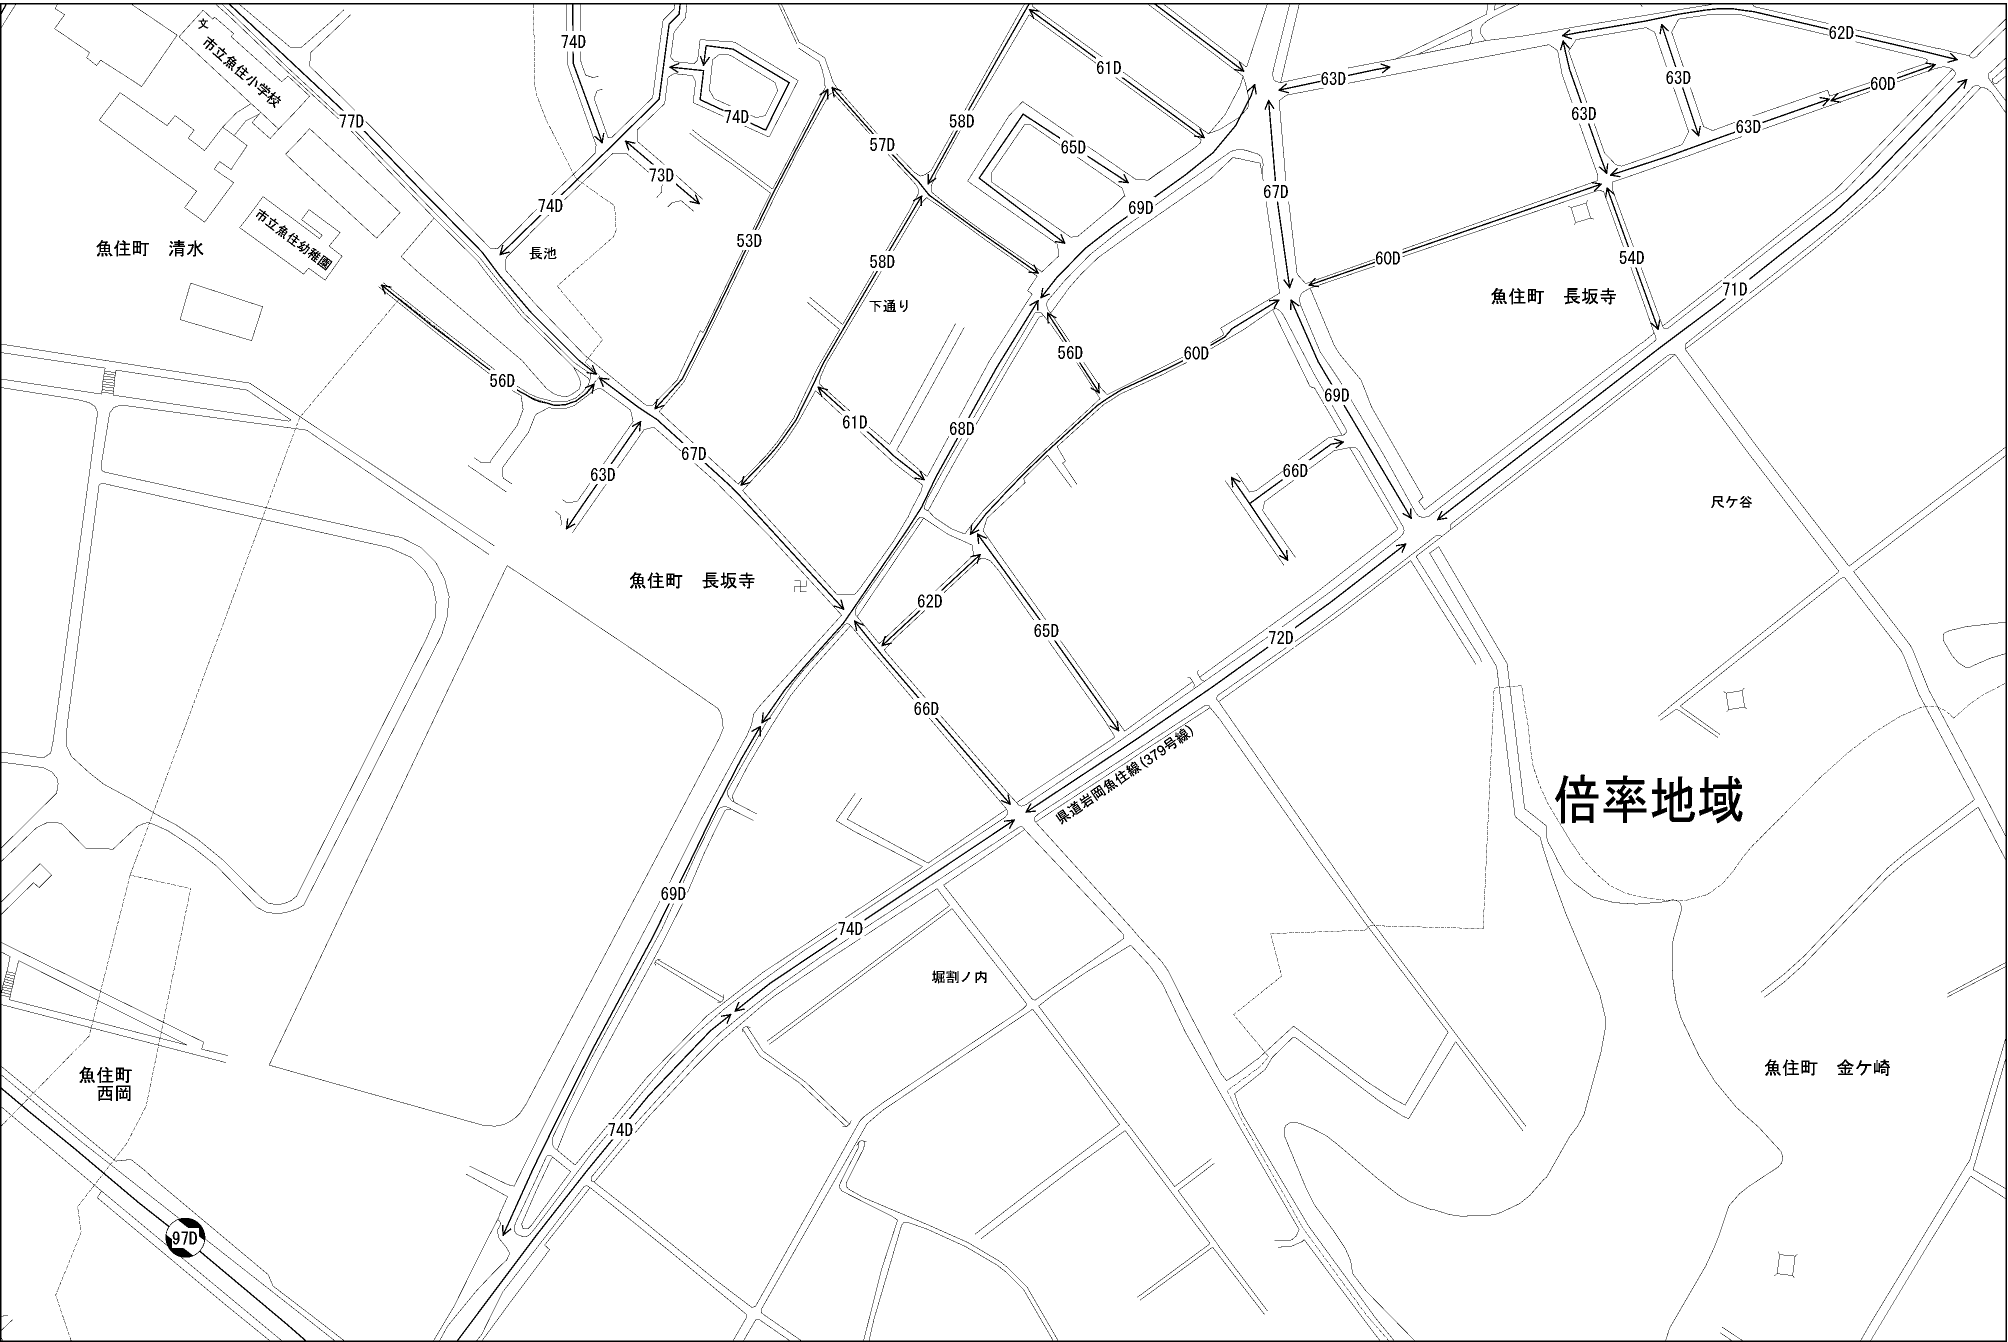 文
市立魚住小学校
77D
74D
74D
73D
74D
57D
58D
61D
65D
63D
62D
63D
63D
63D
60D
市立魚住幼稚園
魚住町 清水
長池
53D
58D
下通り
69D
67D
60D
54D
魚住町 長坂寺
71D
56D
56D
60D
61D
68D
69D
67D
63D
66D
尺ケ谷
魚住町 長坂寺
62D
65D
72D
66D
県道岩岡魚住線(379号線)
倍率地域
69D
74D
堀割ノ内
魚住町
西岡
魚住町 金ケ崎
74D
97D